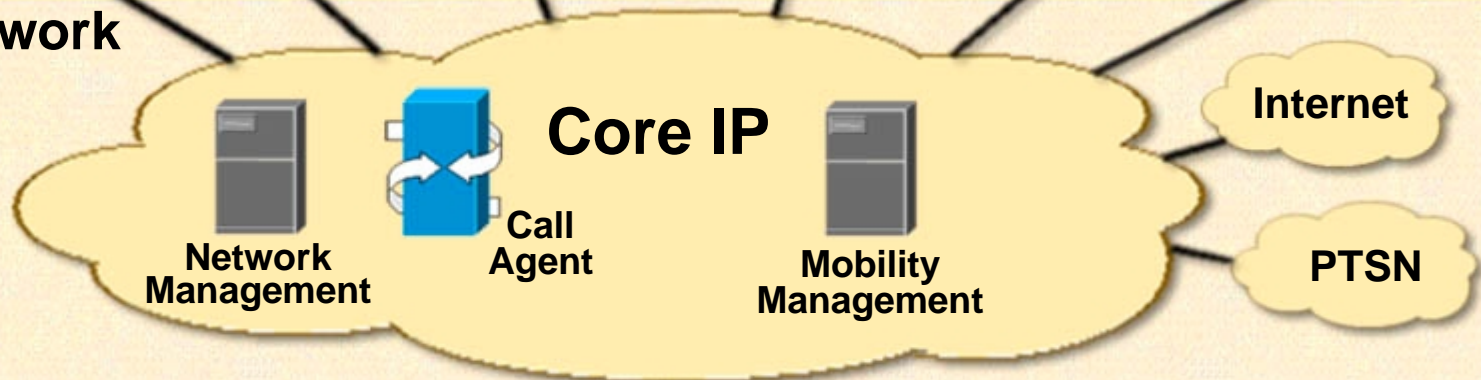 work
Core IP
Internet
Call
Agent
Network
Management
Mobility
Management
PTSN